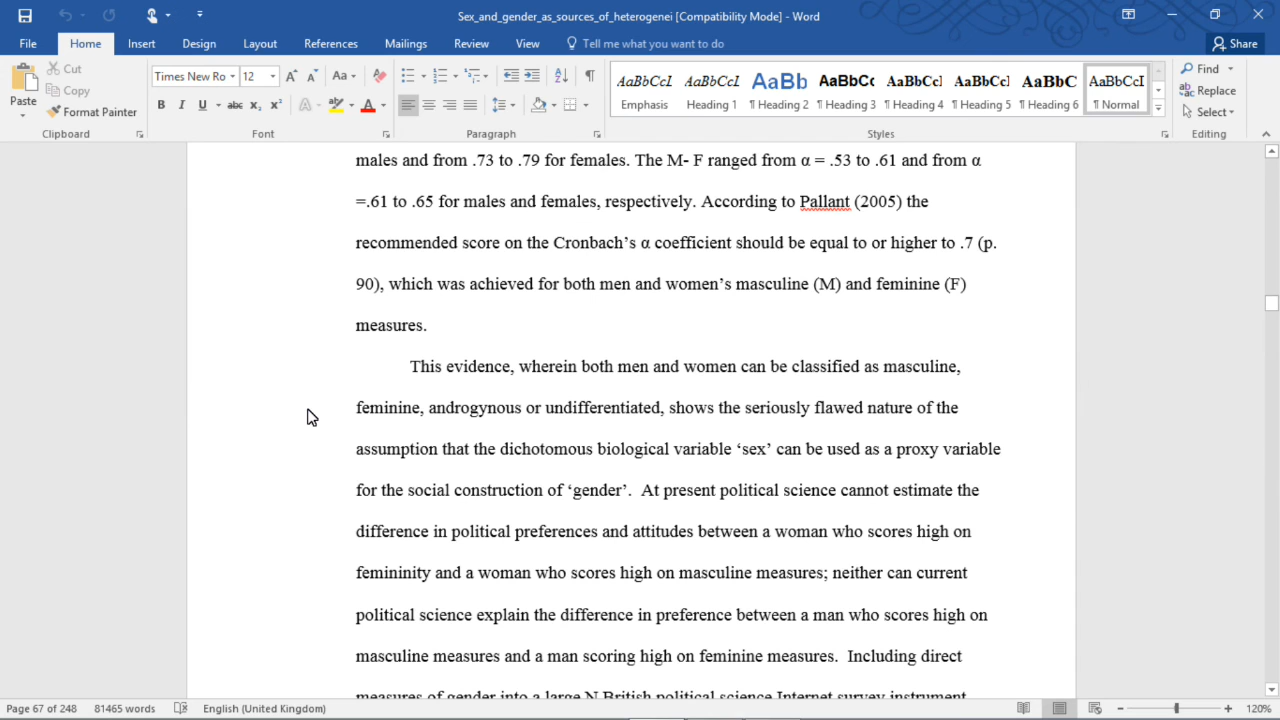 Sex_and_gender_as_sources_of_heterogenei [Compatibility Mode] - Word
File Home Insert Design Layout References Mailings Review View Tell me what you want to do Share
Paste
Cut
Copy
Format Painter
Clipboard
Times New Ro 12
Font
Paragraph
AaBbCcI AaBbCcI AaBb AaBbCc AaBbCcI AaBbCcI AaBbC AaBbCcI
Emphasis Heading 1 ¶ Heading 2 ¶ Heading 3 ¶ Heading 4 ¶ Heading 5 ¶ Heading 6 ¶ Normal
Styles
Find
Replace
Select
Editing
males and from .73 to .79 for females. The M- F ranged from α = .53 to .61 and from α
=.61 to .65 for males and females, respectively. According to Pallant (2005) the
recommended score on the Cronbach’s α coefficient should be equal to or higher to .7 (p.
90), which was achieved for both men and women’s masculine (M) and feminine (F)
measures.
This evidence, wherein both men and women can be classified as masculine,
feminine, androgynous or undifferentiated, shows the seriously flawed nature of the
assumption that the dichotomous biological variable ‘sex’ can be used as a proxy variable
for the social construction of ‘gender’.  At present political science cannot estimate the
difference in political preferences and attitudes between a woman who scores high on
femininity and a woman who scores high on masculine measures; neither can current
political science explain the difference in preference between a man who scores high on
masculine measures and a man scoring high on feminine measures.  Including direct
measures of gender into a large N British political science Internet survey instrument
Page 67 of 248 81465 words English (United Kingdom) 120%